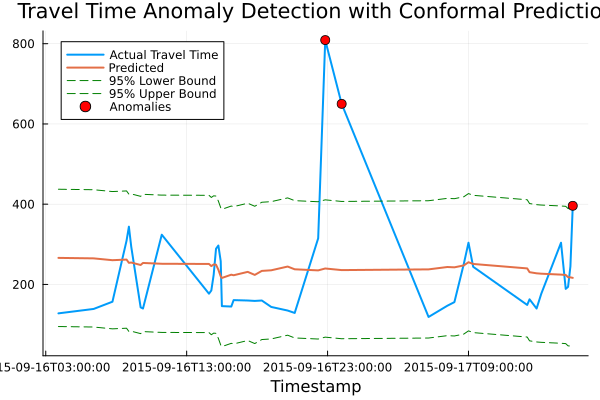 Travel Time Anomaly Detection with Conformal Predictio
Actual Travel Time
Predicted
95% Lower Bound
95% Upper Bound
Anomalies
800
600
400
200
15-09-16T03:00:00 2015-09-16T13:00:00 2015-09-16T23:00:00 2015-09-17T09:00:00
Timestamp